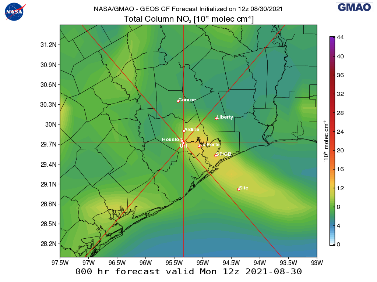 NASA/GMAO - GEOS CF Forecast Initialized on 12z 08/30/2021
GMAO
NASA
Total Column NO₂ [10¹⁵ molec cm⁻²]
31.2N
30.9N
30.6N
30.3N
30N
29.7N
29.4N
29.1N
28.8N
28.5N
28.2N
97.5W
97W
96.5W
96W
95.5W
95W
94.5W
94W
93.5W
93W
Conroe
Liberty
Aldine
Houston
44
40
36
32
28
24
20
16
12
8
4
0
000 hr forecast valid Mon 12z 2021-08-30